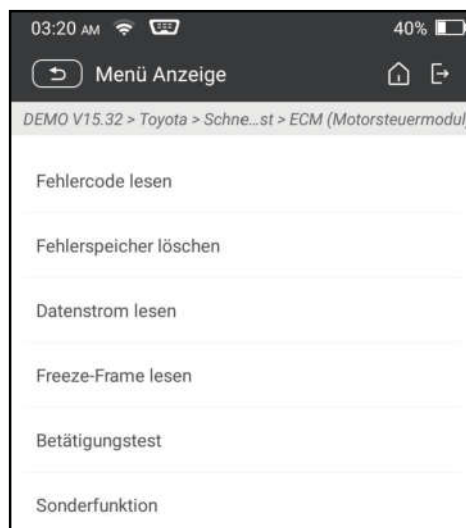 03:20 AM 40%
Menü Anzeige
DEMO V15.32 > Toyota > Schne...st > ECM (Motorsteuermodul)
Fehlercode lesen
Fehlerspeicher löschen
Datenstrom lesen
Freeze-Frame lesen
Betätigungstest
Sonderfunktion